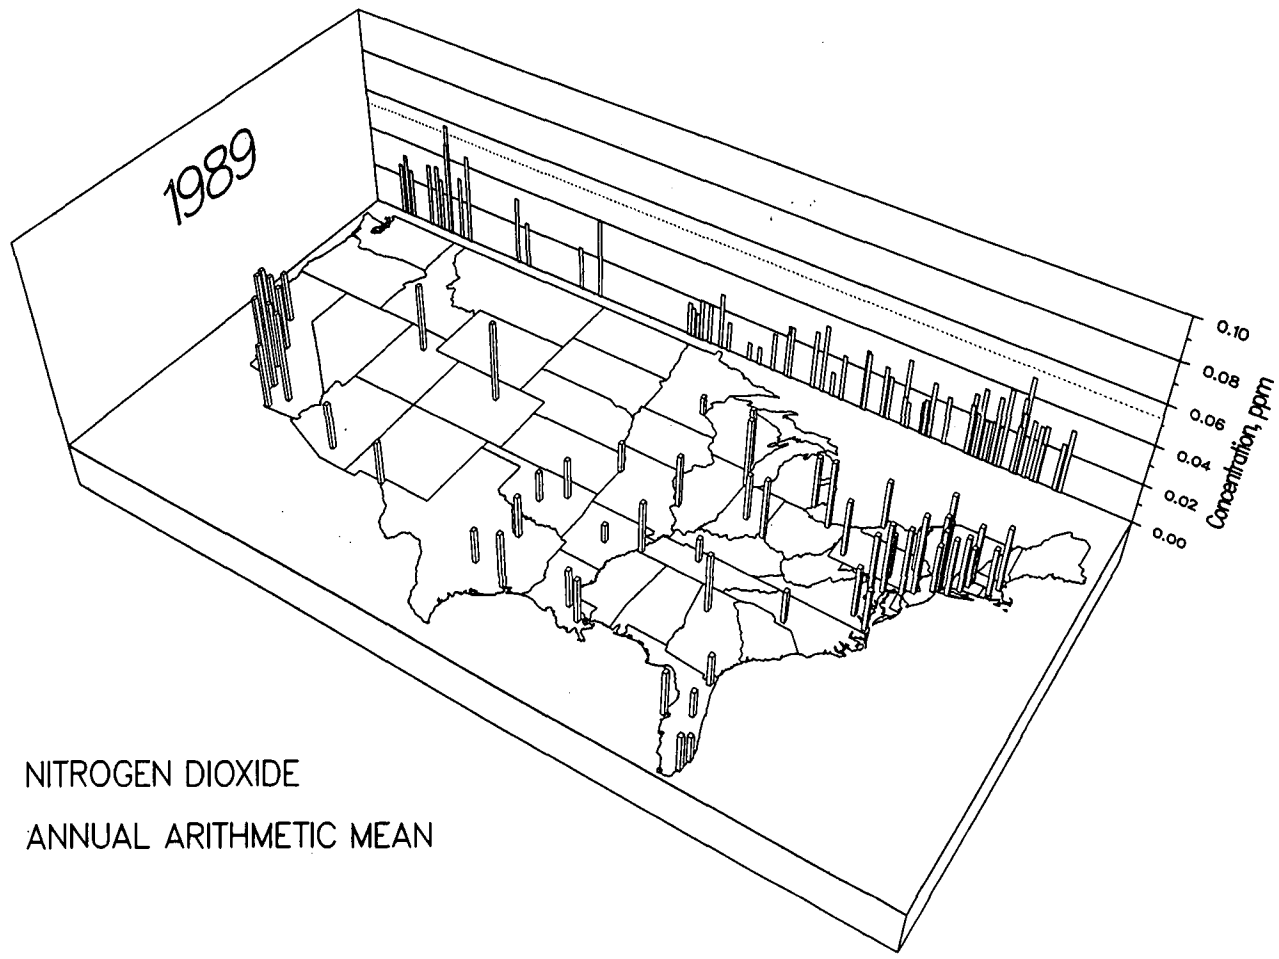 1989
0.10
0.08
0.06
0.04
0.02
0.00
Concentration, ppm
NITROGEN DIOXIDE
ANNUAL ARITHMETIC MEAN